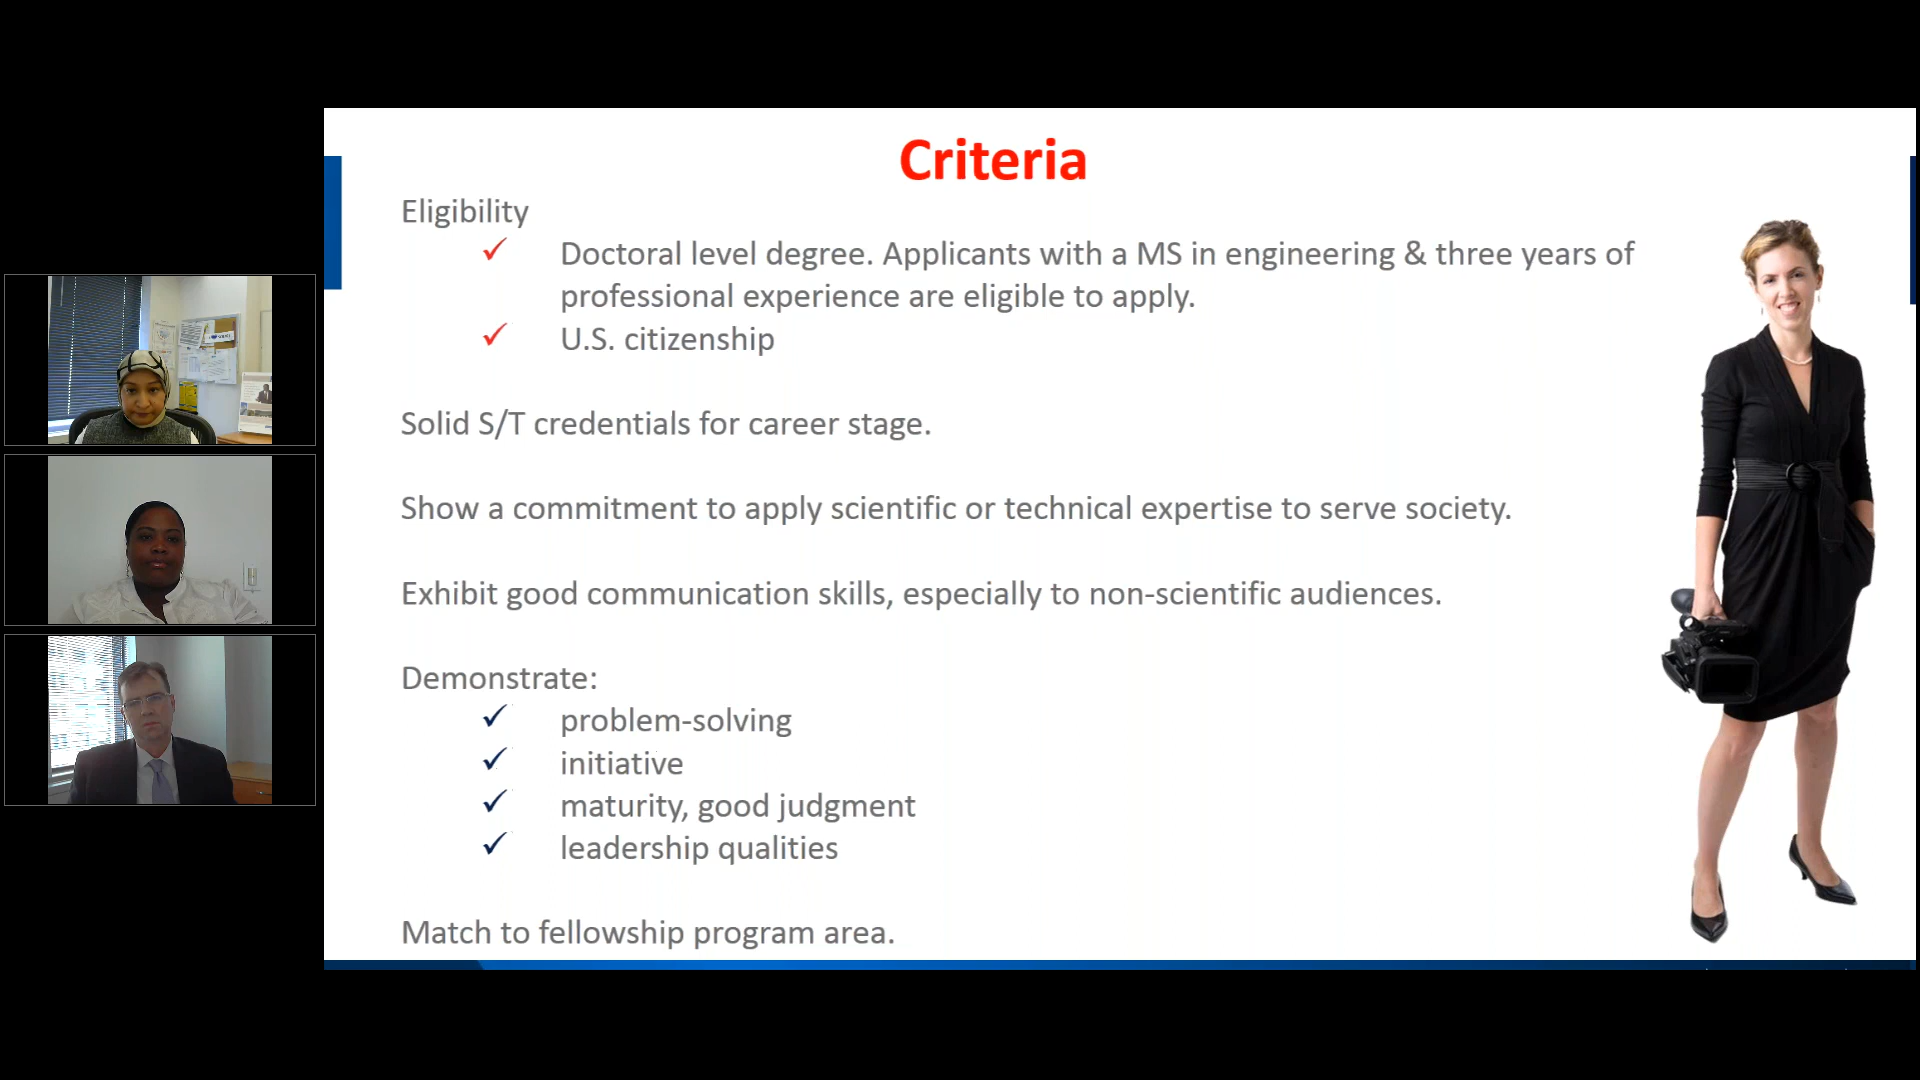 Criteria
Eligibility
Doctoral level degree. Applicants with a MS in engineering & three years of
professional experience are eligible to apply.
U.S. citizenship
Solid S/T credentials for career stage.
Show a commitment to apply scientific or technical expertise to serve society.
Exhibit good communication skills, especially to non-scientific audiences.
Demonstrate:
problem-solving
initiative
maturity, good judgment
leadership qualities
Match to fellowship program area.